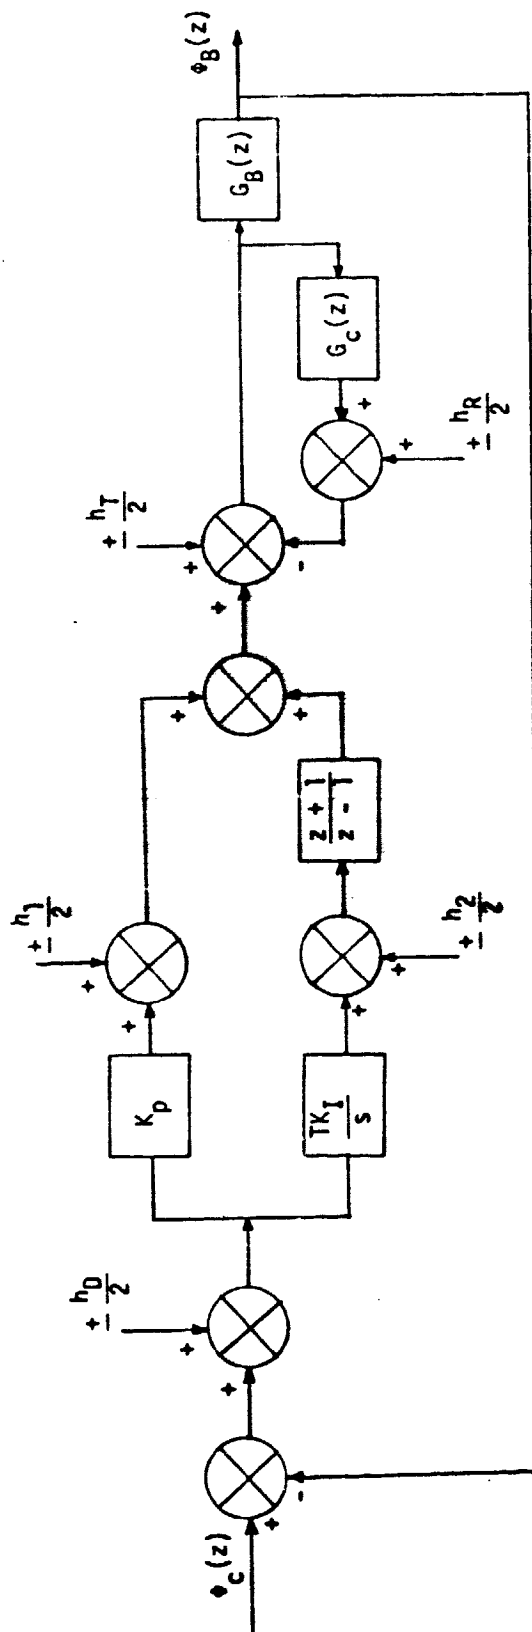 Φ_C(z)
+
-
± h_D/2
+
+
K_p
TK_I/s
± h_1/2
+
+
+
+
± h_2/2
z + 1/z - 1
+
+
± h_T/2
+
+
-
+
+
± h_R/2
G_C(z)
G_B(z)
Φ_B(z)